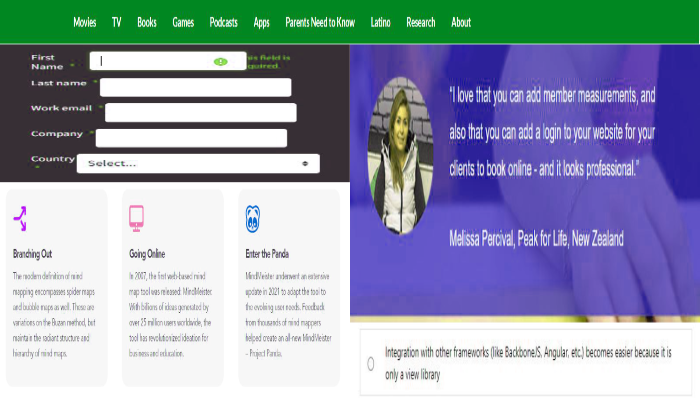 Movies TV Books Games Podcasts Apps Parents Need to Know Latino Research About
First
Name *
field is
Last name *
Work email *
Company *
Country
*
Select...
Branching Out
The modern definition of mind
mapping encompasses spider maps
and bubble maps as well. These are
variations on the Buzan method, but
maintain the radiant structure and
hierarchy of mind maps.
Going Online
In 2007, the first web-based mind
map tool was released: MindMeister.
With billions of ideas generated by
over 25 million users worldwide, the
tool has revolutionized ideation for
business and education.
Enter the Panda
MindMeister underwent an extensive
update in 2021 to adapt the tool to
the evolving user needs. Feedback
from thousands of mind mappers
helped create an all-new MindMeister
– Project Panda.
"I love that you can add member measurements, and
also that you can add a login to your website for your
clients to book online - and it looks professional."
Melissa Percival, Peak for Life, New Zealand
Integration with other frameworks (like Backbone/S, Angular, etc.) becomes easier because it is
only a view library